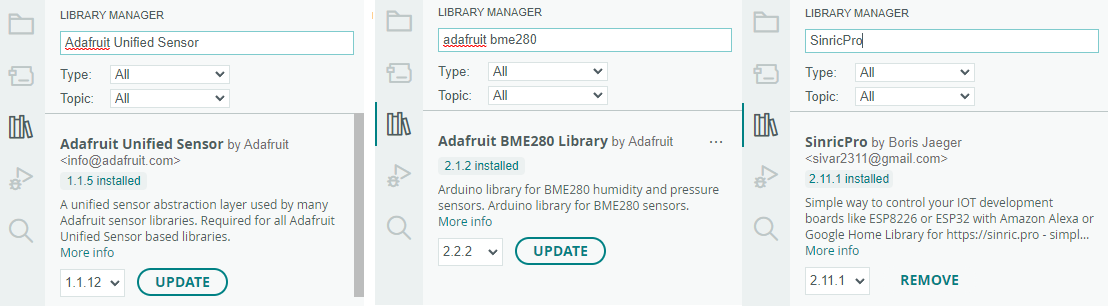 LIBRARY MANAGER
Adafruit Unified Sensor
Type: All
Topic: All
Adafruit Unified Sensor by Adafruit
<info@adafruit.com>
1.1.5 installed
A unified sensor abstraction layer used by many
Adafruit sensor libraries. Required for all Adafruit
Unified Sensor based libraries.
More info
1.1.12 UPDATE
LIBRARY MANAGER
adafruit bme280
Type: All
Topic: All
Adafruit BME280 Library by Adafruit ...
2.1.2 installed
Arduino library for BME280 humidity and pressure
sensors. Arduino library for BME280 sensors.
More info
2.2.2 UPDATE
LIBRARY MANAGER
SinricPro
Type: All
Topic: All
SinricPro by Boris Jaeger
<sivar2311@gmail.com>
2.11.1 installed
Simple way to control your IOT development
boards like ESP8226 or ESP32 with Amazon Alexa or
Google Home Library for https://sinric.pro - simpl...
More info
2.11.1 REMOVE